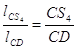 l_{CS_4} / l_{CD} = CS_4 / CD